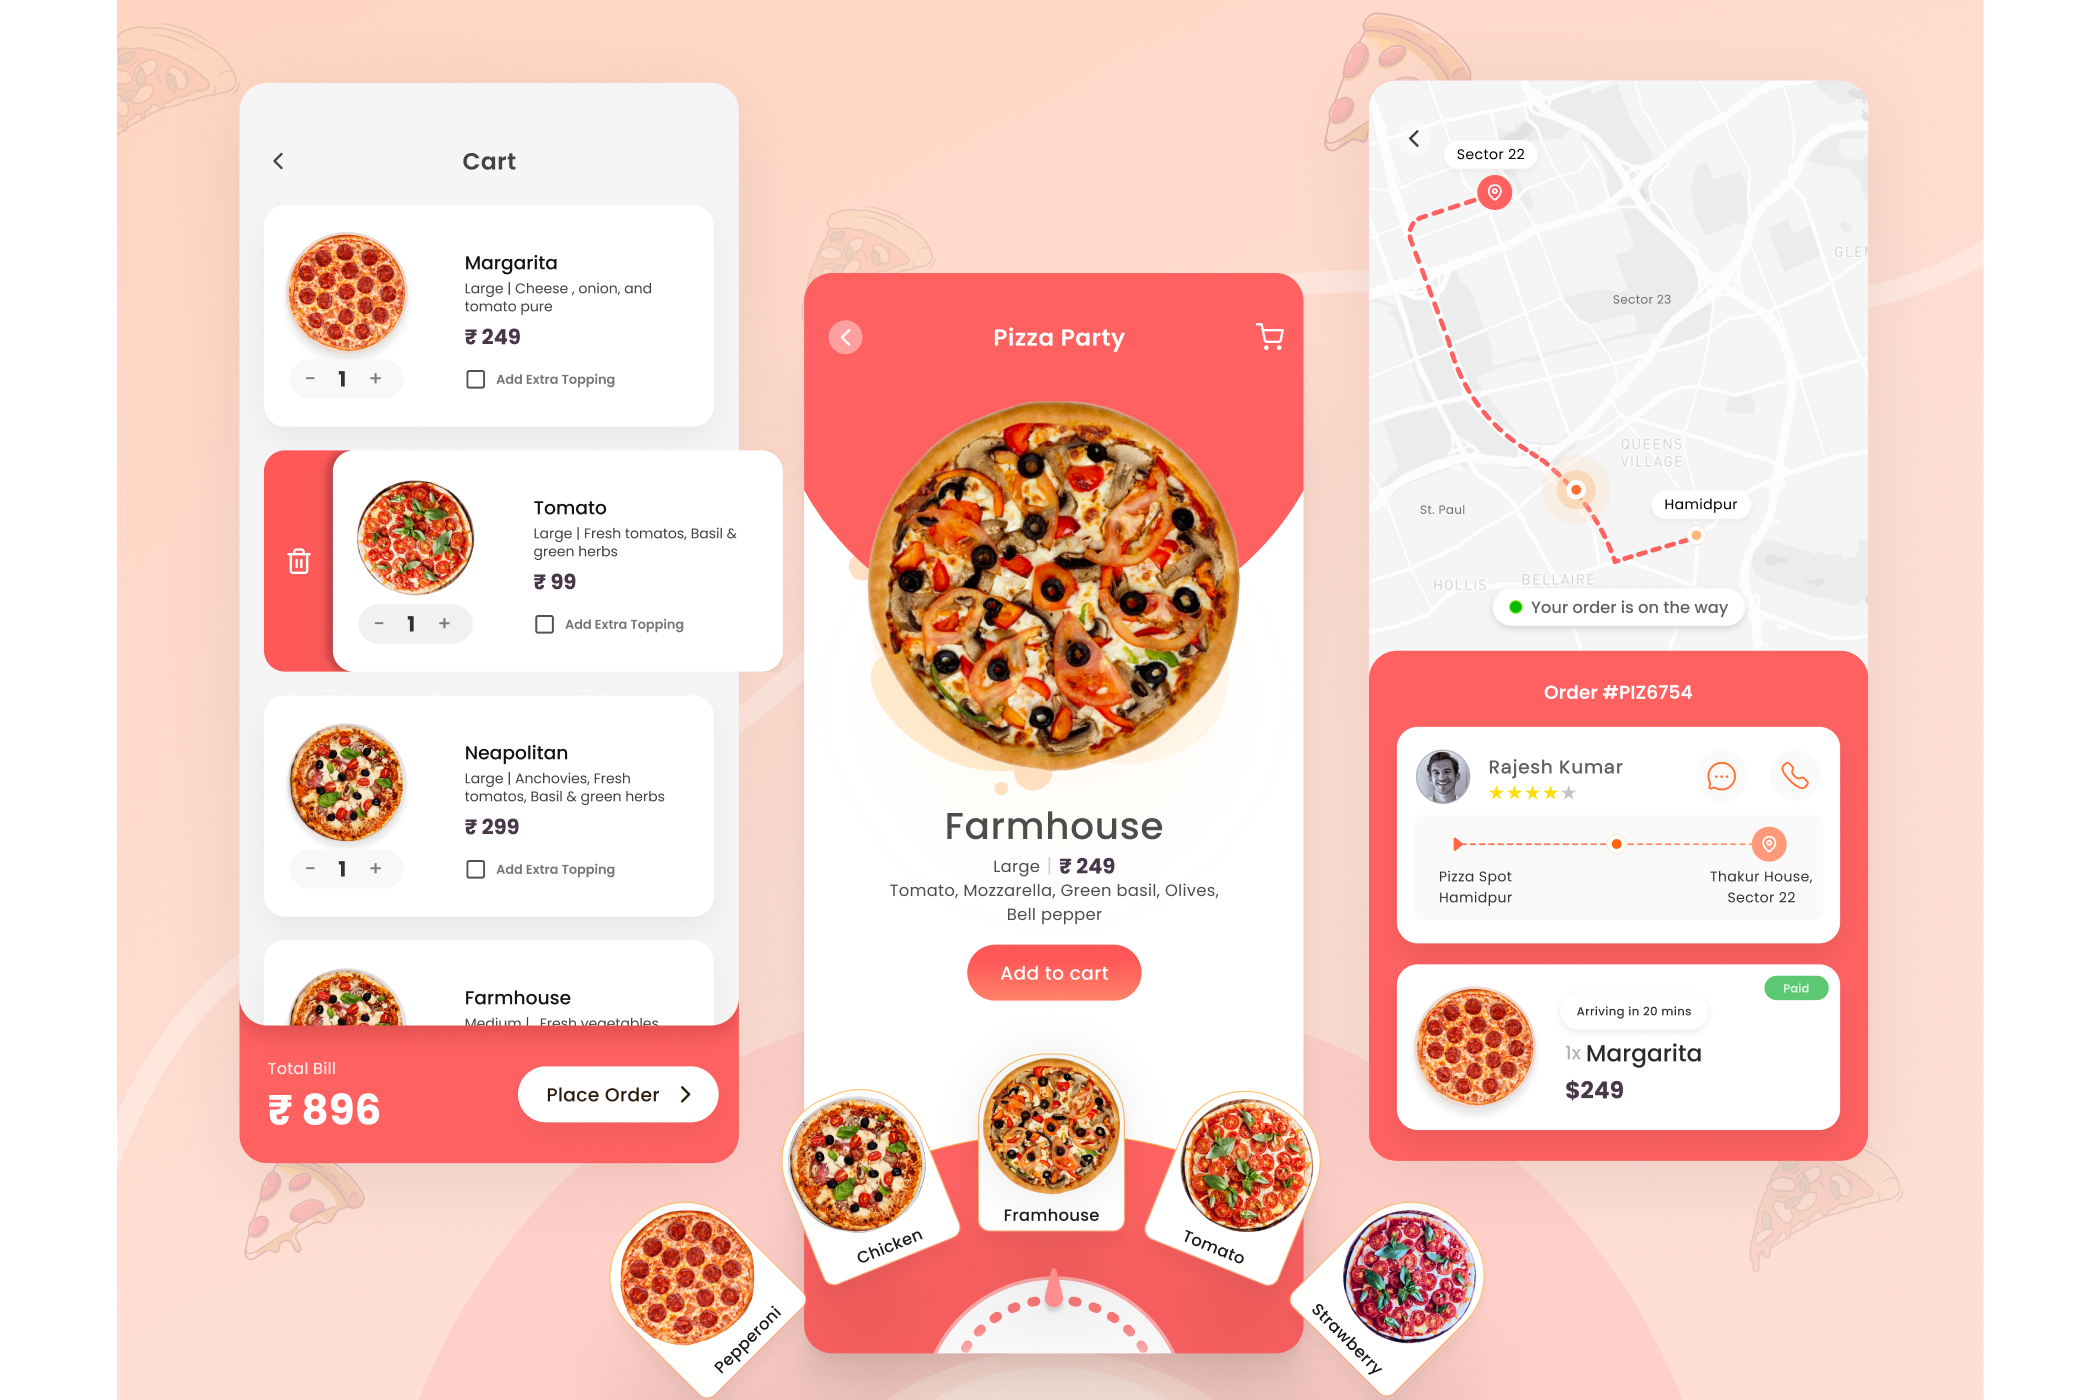 Cart
Margarita
Large | Cheese , onion, and
tomato pure
₹ 249
- 1 +
Add Extra Topping
Tomato
Large | Fresh tomatos, Basil &
green herbs
₹ 99
- 1 +
Add Extra Topping
Neapolitan
Large | Anchovies, Fresh
tomatos, Basil & green herbs
₹ 299
- 1 +
Add Extra Topping
Farmhouse
Medium | Fresh vegetables
Total Bill
₹ 896
Place Order
Pizza Party
Farmhouse
Large | ₹ 249
Tomato, Mozzarella, Green basil, Olives,
Bell pepper
Add to cart
Pepperoni
Chicken
Framhouse
Tomato
Strawberry
Sector 22
GLEN
Sector 23
QUEENS
VILLAGE
Hamidpur
St. Paul
HOLLIS
BELLAIRE
Your order is on the way
Order #PIZ6754
Rajesh Kumar
Pizza Spot
Hamidpur
Thakur House,
Sector 22
Paid
Arriving in 20 mins
1x Margarita
$249